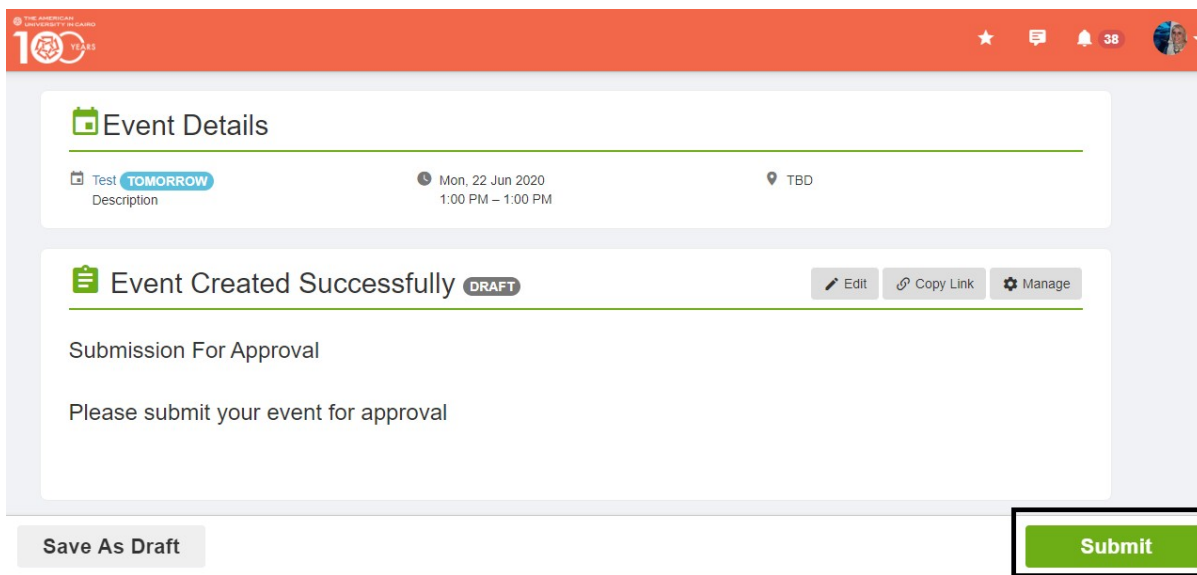 THE AMERICAN
UNIVERSITY IN CAIRO
100 YEARS
38
Event Details
Test TOMORROW
Description
Mon, 22 Jun 2020
1:00 PM – 1:00 PM
TBD
Event Created Successfully DRAFT
Edit
Copy Link
Manage
Submission For Approval
Please submit your event for approval
Save As Draft
Submit